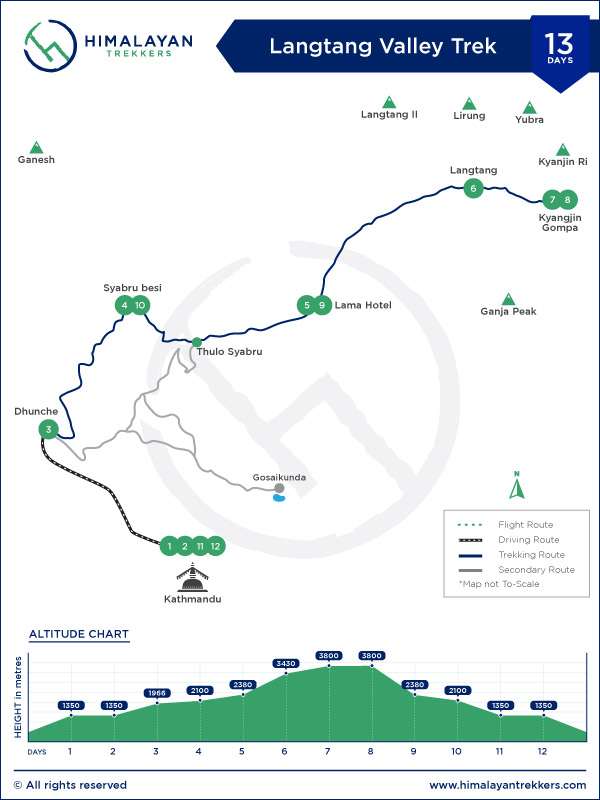 HIMALAYAN
TREKKERS
Langtang Valley Trek
13
DAYS
Langtang II
Lirung
Yubra
Ganesh
Kyanjin Ri
Langtang
6
7 8
Kyangjin
Gompa
Syabru besi
4 10
5 9 Lama Hotel
Ganja Peak
Thulo Syabru
Dhunche
3
Gosaikunda
N
1 2 11 12
Kathmandu
Flight Route
Driving Route
Trekking Route
Secondary Route
*Map not To-Scale
ALTITUDE CHART
HEIGHT in metres
1350 1350 1966 2100 2380 3430 3800 3800 2380 2100 1350 1350
DAYS 1 2 3 4 5 6 7 8 9 10 11 12
© All rights reserved
www.himalayantrekkers.com